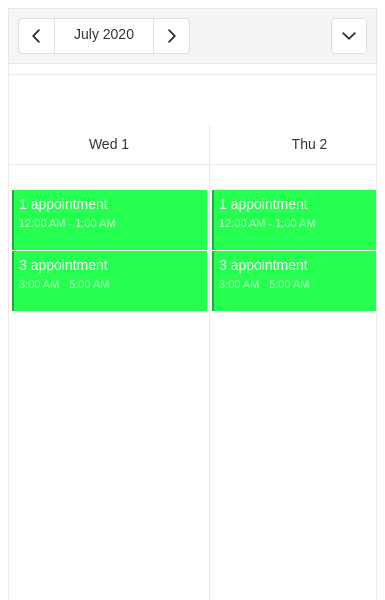 July 2020
Wed 1
Thu 2
1 appointment
12:00 AM - 1:00 AM
1 appointment
12:00 AM - 1:00 AM
3 appointment
3:00 AM - 5:00 AM
3 appointment
3:00 AM - 5:00 AM